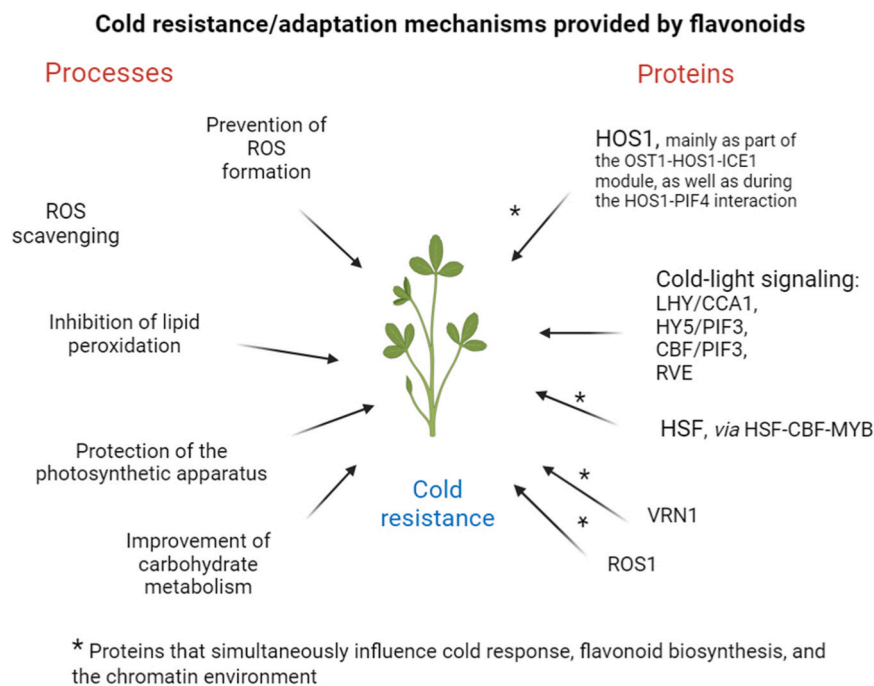 Cold resistance/adaptation mechanisms provided by flavonoids
Processes
Prevention of
ROS
formation
ROS
scavenging
Inhibition of lipid
peroxidation
Protection of the
photosynthetic apparatus
Improvement of
carbohydrate
metabolism
Cold
resistance
Proteins
HOS1, mainly as part of
the OST1-HOS1-ICE1
module, as well as during
the HOS1-PIF4 interaction
*
Cold-light signaling:
LHY/CCA1,
HY5/PIF3,
CBF/PIF3,
RVE
*
HSF, via HSF-CBF-MYB
*
VRN1
*
ROS1
* Proteins that simultaneously influence cold response, flavonoid biosynthesis, and
the chromatin environment